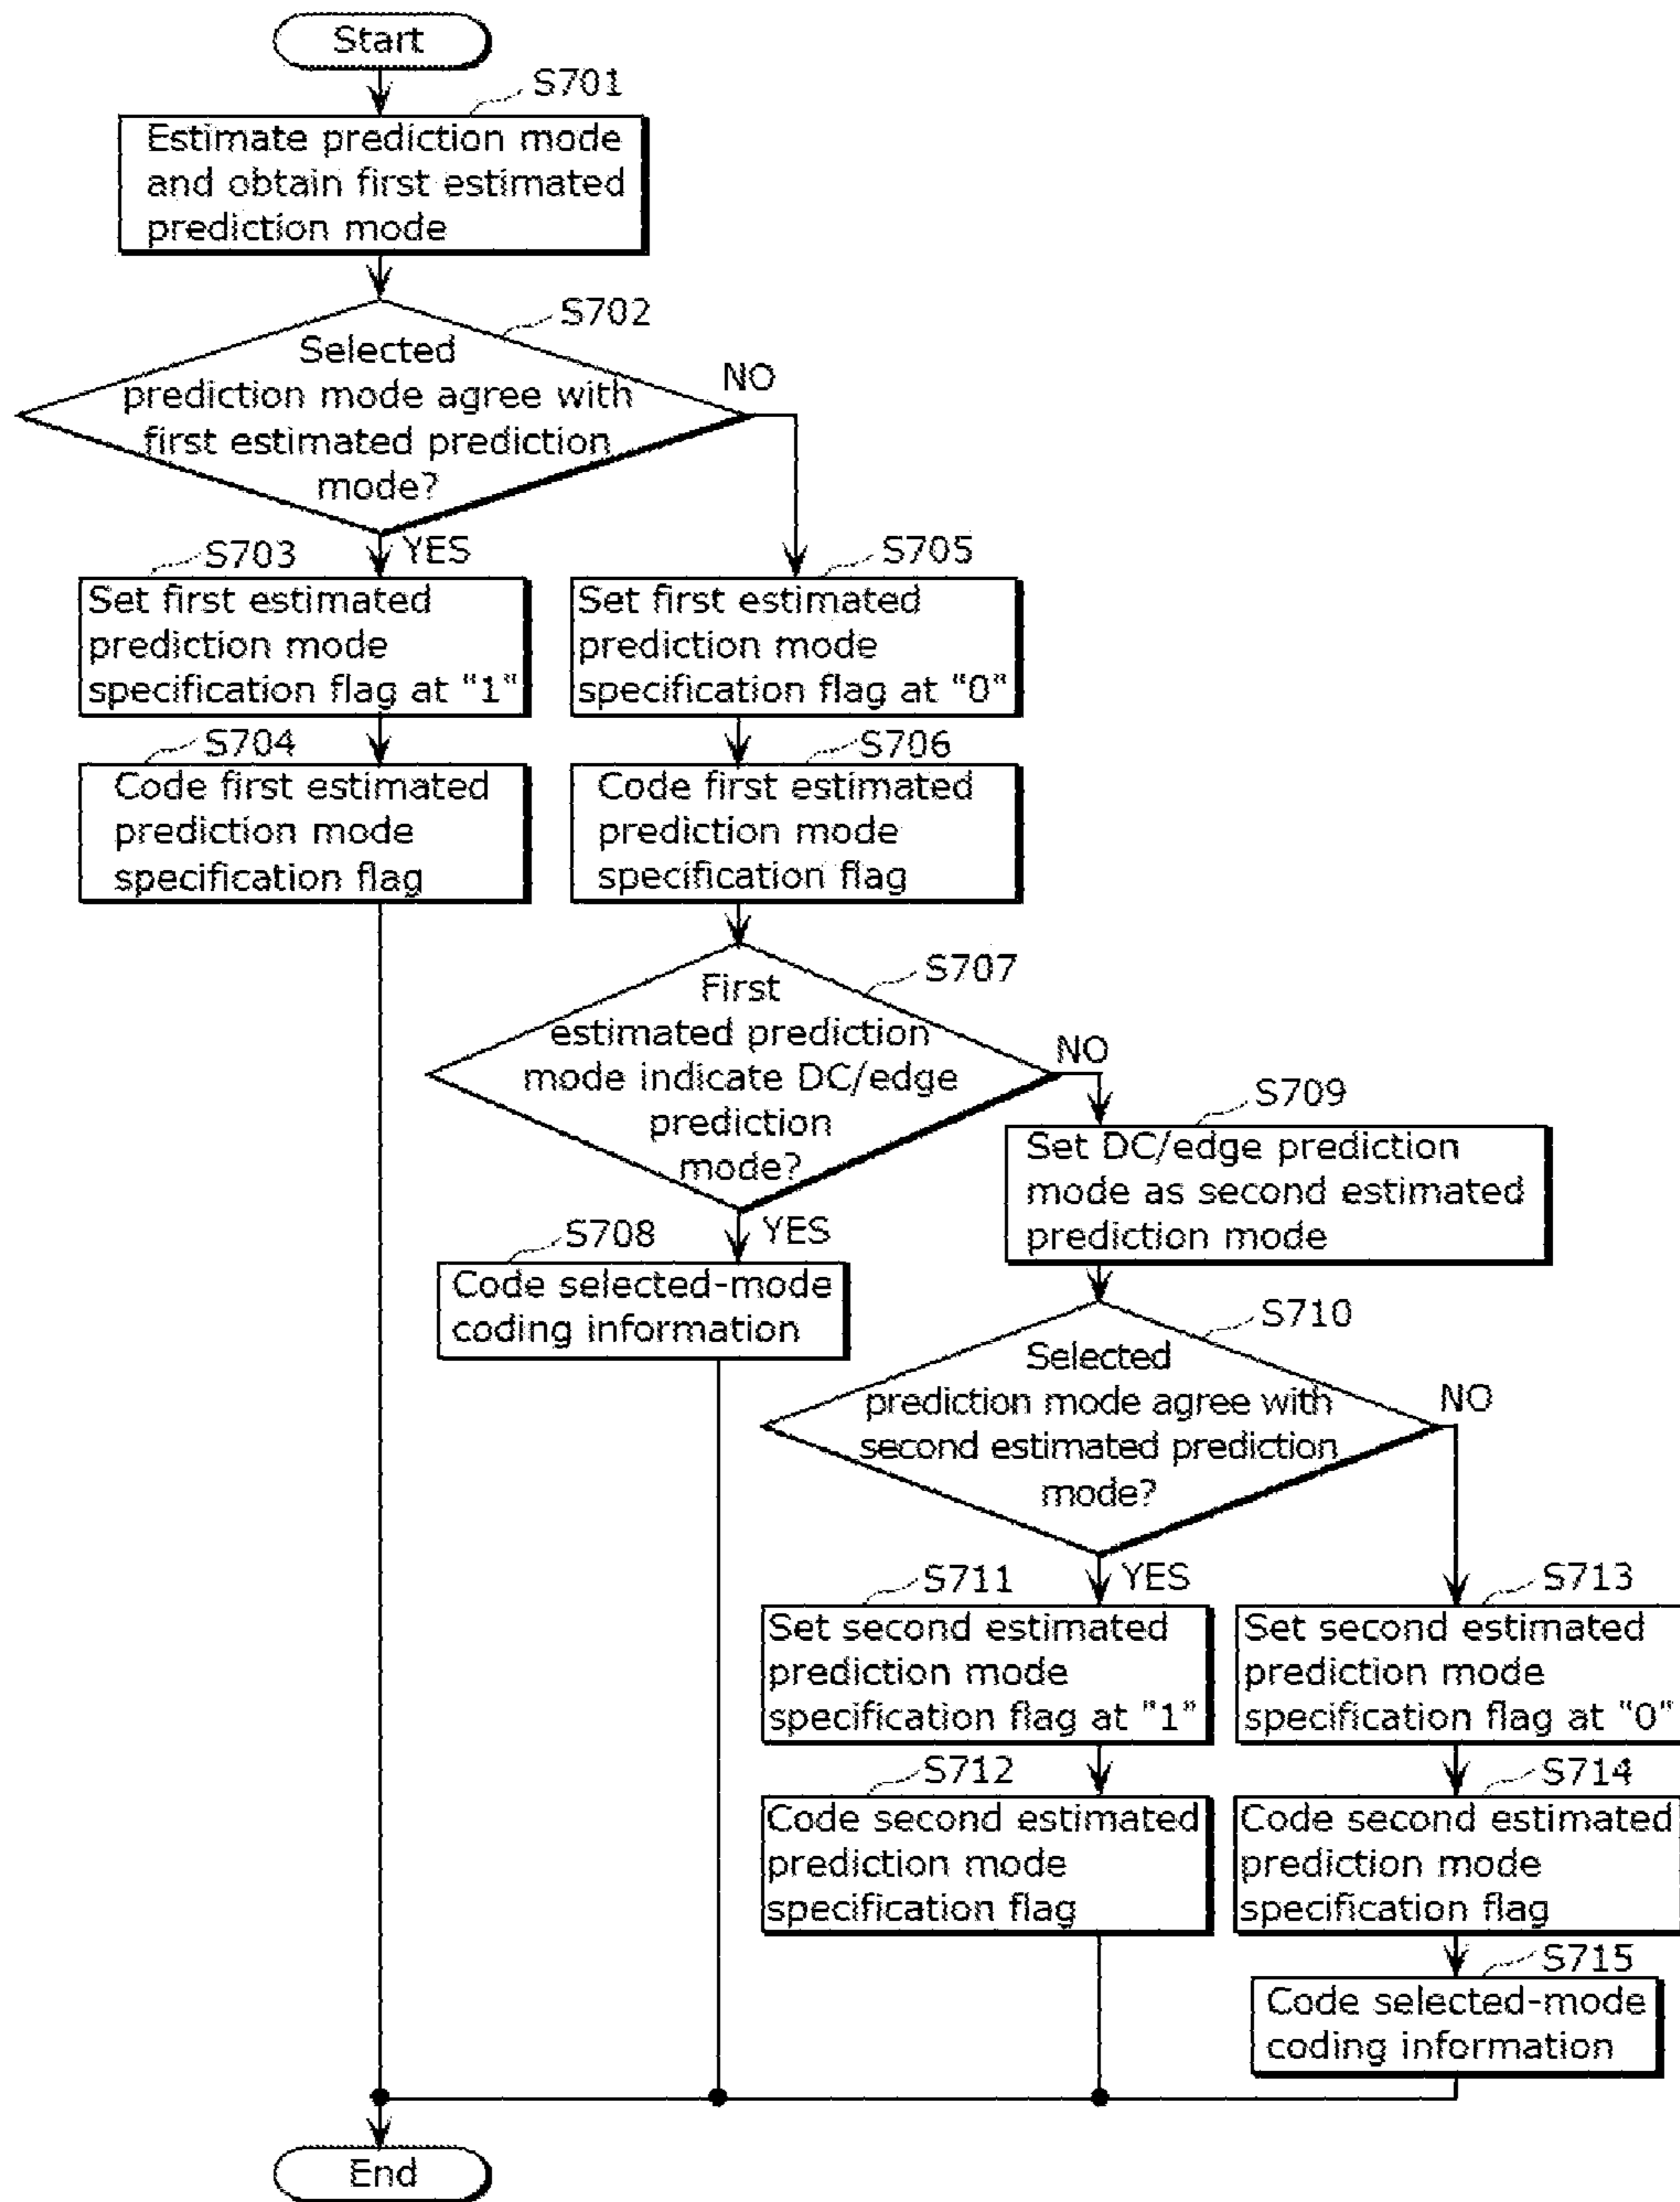 Start
S701
Estimate prediction mode
and obtain first estimated
prediction mode
S702
Selected
prediction mode agree with
first estimated prediction
mode?
NO
YES
S703
Set first estimated
prediction mode
specification flag at "1"
S705
Set first estimated
prediction mode
specification flag at "0"
S704
Code first estimated
prediction mode
specification flag
S706
Code first estimated
prediction mode
specification flag
S707
First
estimated prediction
mode indicate DC/edge
prediction
mode?
NO
YES
S709
Set DC/edge prediction
mode as second estimated
prediction mode
S708
Code selected-mode
coding information
S710
Selected
prediction mode agree with
second estimated prediction
mode?
NO
YES
S711
Set second estimated
prediction mode
specification flag at "1"
S713
Set second estimated
prediction mode
specification flag at "0"
S712
Code second estimated
prediction mode
specification flag
S714
Code second estimated
prediction mode
specification flag
S715
Code selected-mode
coding information
End